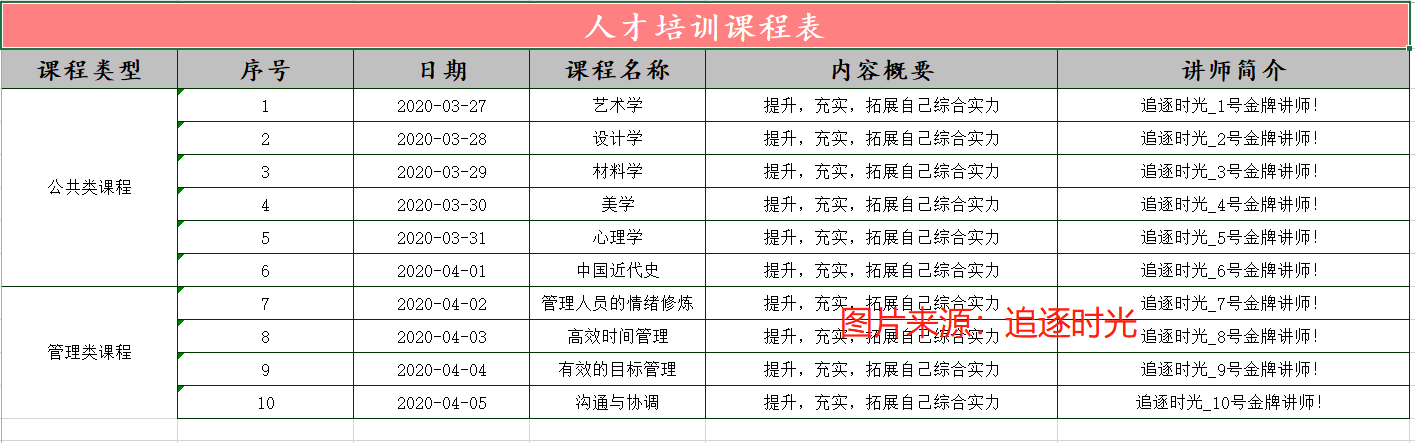 人才培训课程表
课程类型 序号 日期 课程名称 内容概要 讲师简介
公共类课程
1 2020-03-27 艺术学 提升，充实，拓展自己综合实力 追逐时光_1号金牌讲师!
2 2020-03-28 设计学 提升，充实，拓展自己综合实力 追逐时光_2号金牌讲师!
3 2020-03-29 材料学 提升，充实，拓展自己综合实力 追逐时光_3号金牌讲师!
4 2020-03-30 美学 提升，充实，拓展自己综合实力 追逐时光_4号金牌讲师!
5 2020-03-31 心理学 提升，充实，拓展自己综合实力 追逐时光_5号金牌讲师!
6 2020-04-01 中国近代史 提升，充实，拓展自己综合实力 追逐时光_6号金牌讲师!
管理类课程
7 2020-04-02 管理人员的情绪修炼 提升，充实，拓展自己综合实力 追逐时光_7号金牌讲师!
图片来源：追逐时光
8 2020-04-03 高效时间管理 提升，充实，拓展自己综合实力 追逐时光_8号金牌讲师!
9 2020-04-04 有效的目标管理 提升，充实，拓展自己综合实力 追逐时光_9号金牌讲师!
10 2020-04-05 沟通与协调 提升，充实，拓展自己综合实力 追逐时光_10号金牌讲师!